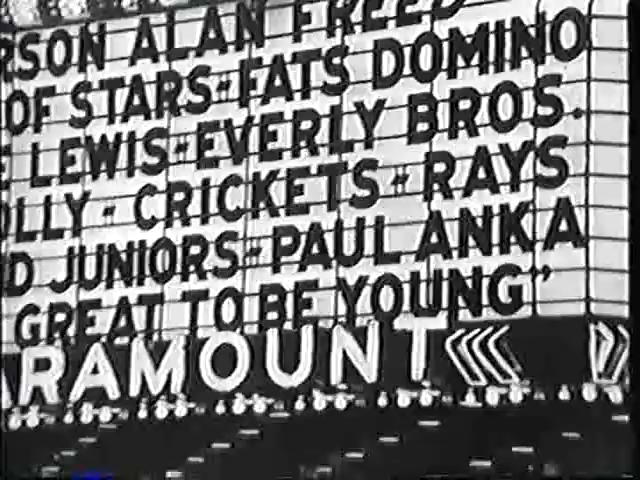 RSON ALAN FREED
OF STARS-FATS DOMINO
E LEWIS-EVERLY BROS.
OLLY - CRICKETS - RAYS
D JUNIORS-PAUL ANKA
GREAT TO BE YOUNG"
ARAMOUNT